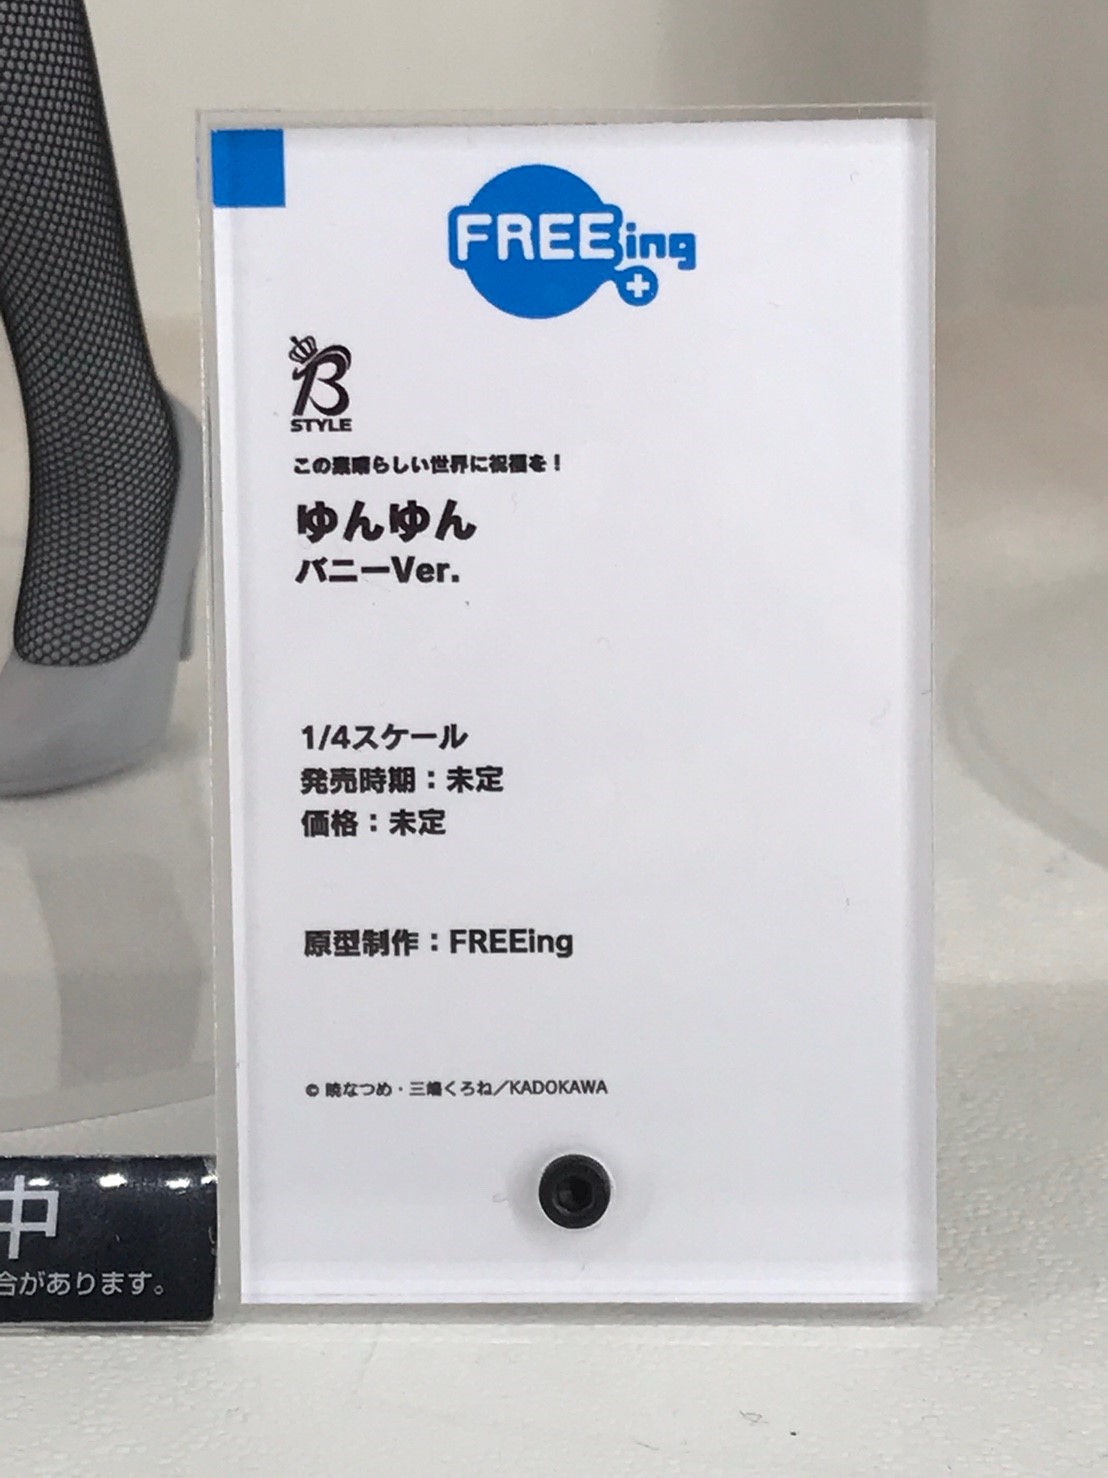 FREEing
B
STYLE
この素晴らしい世界に祝福を！
ゆんゆん
バニーVer.
1/4スケール
発売時期：未定
価格：未定
原型制作：FREEing
© 暁なつめ・三嶋くろね／KADOKAWA
中
合があります。